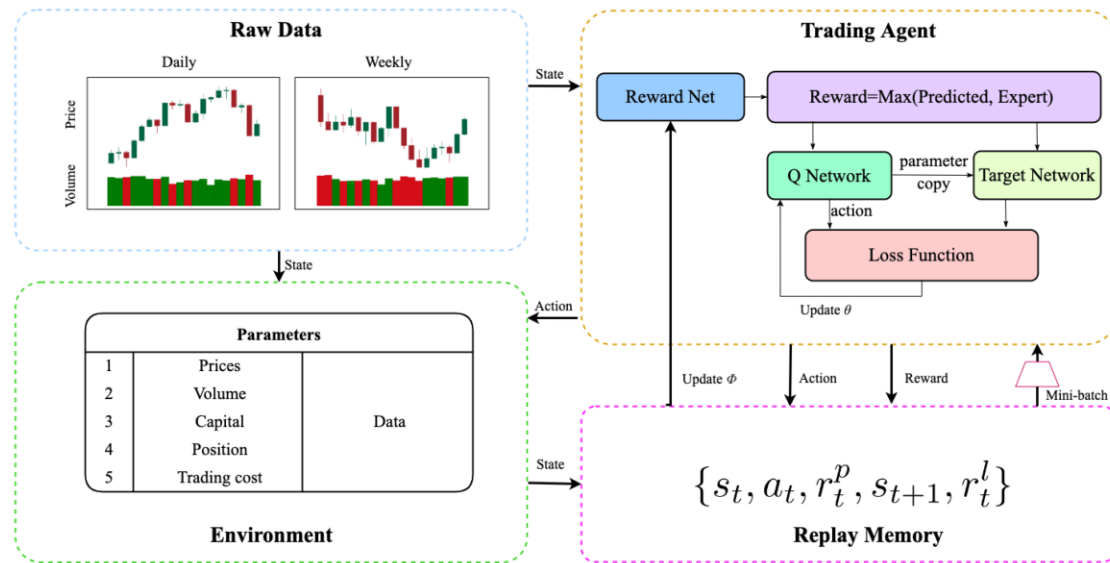 Raw Data
Daily
Weekly
Price
Volume
State
Trading Agent
Reward Net
Reward=Max(Predicted, Expert)
Q Network
parameter
copy
Target Network
action
Loss Function
Update θ
State
Action
Parameters
1 Prices
2 Volume
3 Capital
4 Position
5 Trading cost
Data
Environment
State
Update Φ
Action
Reward
Mini-batch
{s_t, a_t, r_t^p, s_{t+1}, r_t^l}
Replay Memory